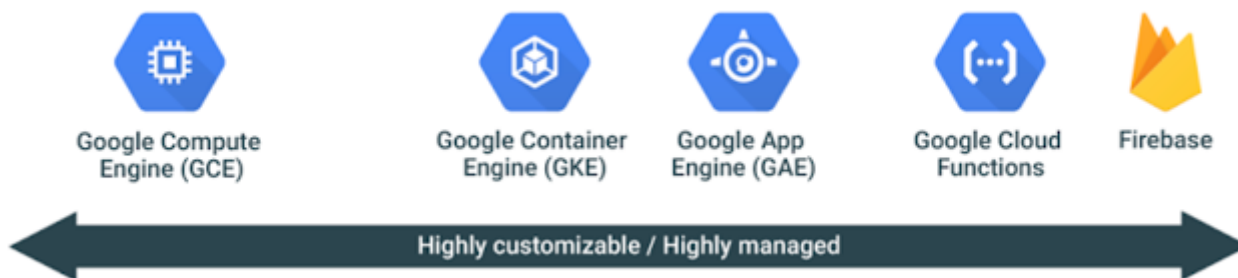 Google Compute
Engine (GCE)
Google Container
Engine (GKE)
Google App
Engine (GAE)
Google Cloud
Functions
Firebase
Highly customizable / Highly managed